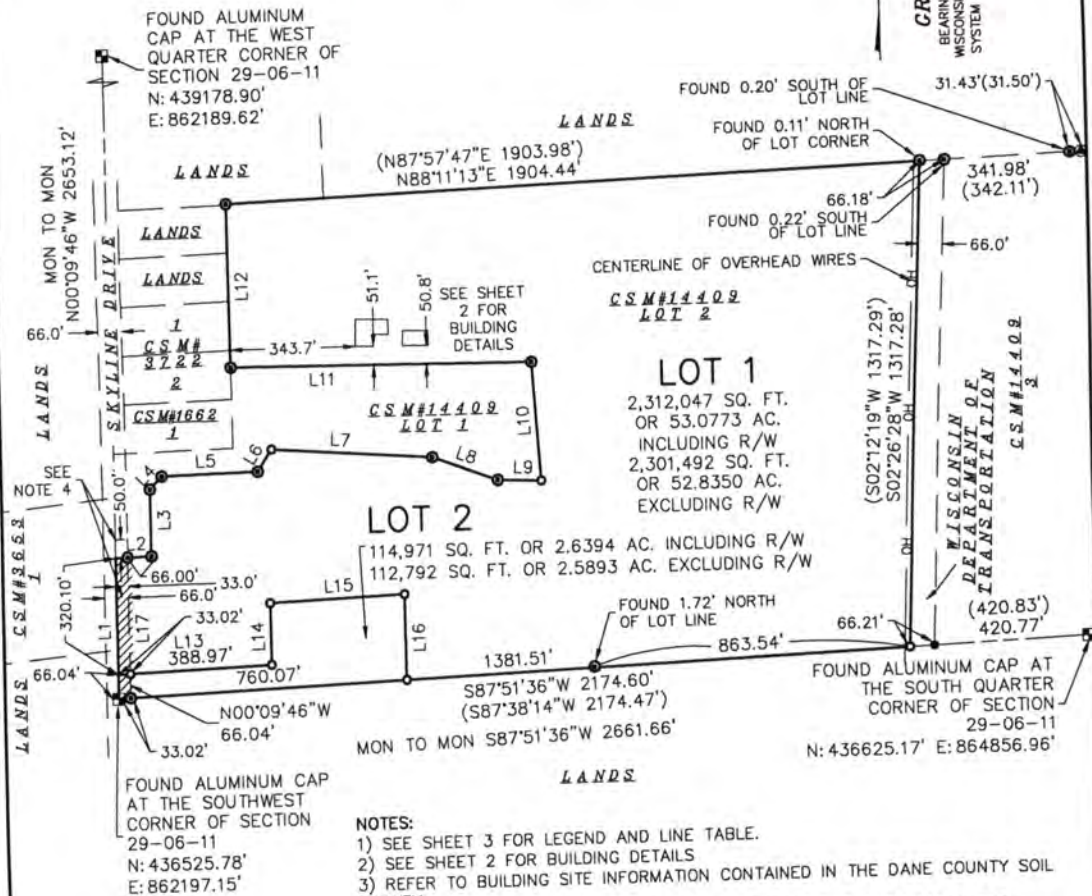 FOUND ALUMINUM
CAP AT THE WEST
QUARTER CORNER OF
SECTION 29-06-11
N: 439178.90'
E: 862189.62'
GR
BEARIN
WISCONSI
SYSTEM
FOUND 0.20' SOUTH OF
LOT LINE
31.43'(31.50')
LANDS
FOUND 0.11' NORTH
OF LOT CORNER
(N87°57'47"E 1903.98')
N88°11'13"E 1904.44'
LANDS
341.98'
(342.11')
66.18'
FOUND 0.22' SOUTH
OF LOT LINE
66.0'
MON TO MON
N00°09'46"W 2653.12'
LANDS
LANDS
L12
CENTERLINE OF OVERHEAD WIRES
OH
51.1'
50.8'
SEE SHEET
2 FOR
BUILDING
DETAILS
CSM#14409
LOT 2
66.0'
SKYLINE DRIVE
1
CSM#
3722
2
343.7'
L11
LANDS
CSM#1662
1
CSM#14409
LOT 1
L10
LOT 1
2,312,047 SQ. FT.
OR 53.0773 AC.
INCLUDING R/W
2,301,492 SQ. FT.
OR 52.8350 AC.
EXCLUDING R/W
(S02°12'19"W 1317.29')
S02°26'28"W 1317.28'
OH
OH
WISCONSIN
DEPARTMENT OF
TRANSPORTATION
CSM#14409
3
SEE
NOTE 4
50.0'
L4
L5
L6
L7
L8
L9
L3
L2
CSM#3653
1
LOT 2
114,971 SQ. FT. OR 2.6394 AC. INCLUDING R/W
112,792 SQ. FT. OR 2.5893 AC. EXCLUDING R/W
66.00'
33.0'
66.0'
33.02'
320.10'
L1
L17
L13
388.97'
L14
L15
L16
FOUND 1.72' NORTH
OF LOT LINE
66.21'
(420.83')
420.77'
66.04'
LANDS
760.07'
1381.51'
863.54'
S87°51'36"W 2174.60'
(S87°38'14"W 2174.47')
N00°09'46"W
66.04'
33.02'
MON TO MON S87°51'36"W 2661.66'
FOUND ALUMINUM CAP AT
THE SOUTH QUARTER
CORNER OF SECTION
29-06-11
N: 436625.17' E: 864856.96'
LANDS
FOUND ALUMINUM CAP
AT THE SOUTHWEST
CORNER OF SECTION
29-06-11
N: 436525.78'
E: 862197.15'
NOTES:
1) SEE SHEET 3 FOR LEGEND AND LINE TABLE.
2) SEE SHEET 2 FOR BUILDING DETAILS
3) REFER TO BUILDING SITE INFORMATION CONTAINED IN THE DANE COUNTY SOIL